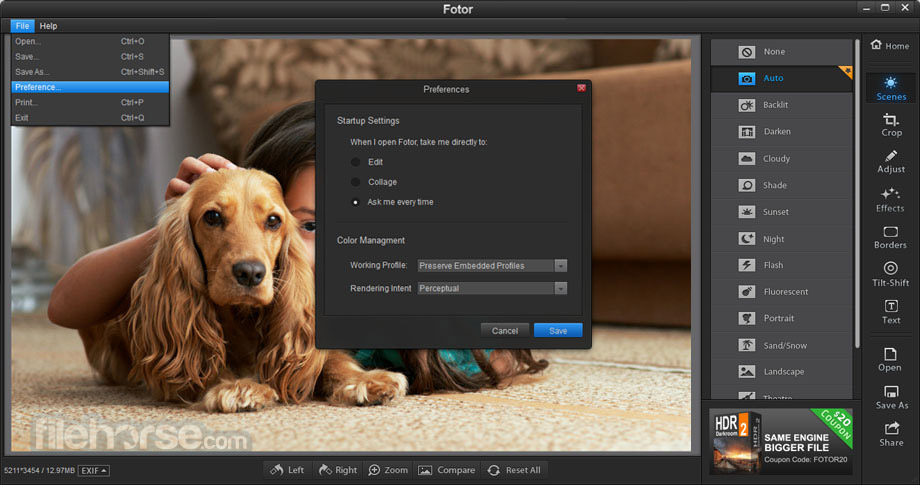 Fotor
File Help
Open... Ctrl+O
Save... Ctrl+S
Save As... Ctrl+Shift+S
Preference...
Print... Ctrl+P
Exit Ctrl+Q
Preferences
Startup Settings
When I open Fotor, take me directly to:
Edit
Collage
Ask me every time
Color Managment
Working Profile: Preserve Embedded Profiles
Rendering Intent Perceptual
Cancel Save
None
Auto
Backlit
Darken
Cloudy
Shade
Sunset
Night
Flash
Fluorescent
Portrait
Sand/Snow
Landscape
Theatre
Home
Scenes
Crop
Adjust
Effects
Borders
Tilt-Shift
T
Text
Open
Save As
Share
HDR
Darkroom 2
HDR 2
SAME ENGINE
BIGGER FILE
Coupon Code: FOTOR20
$20
COUPON
filehorse.com
5211*3454 / 12.97MB EXIF
Left Right Zoom Compare Reset All